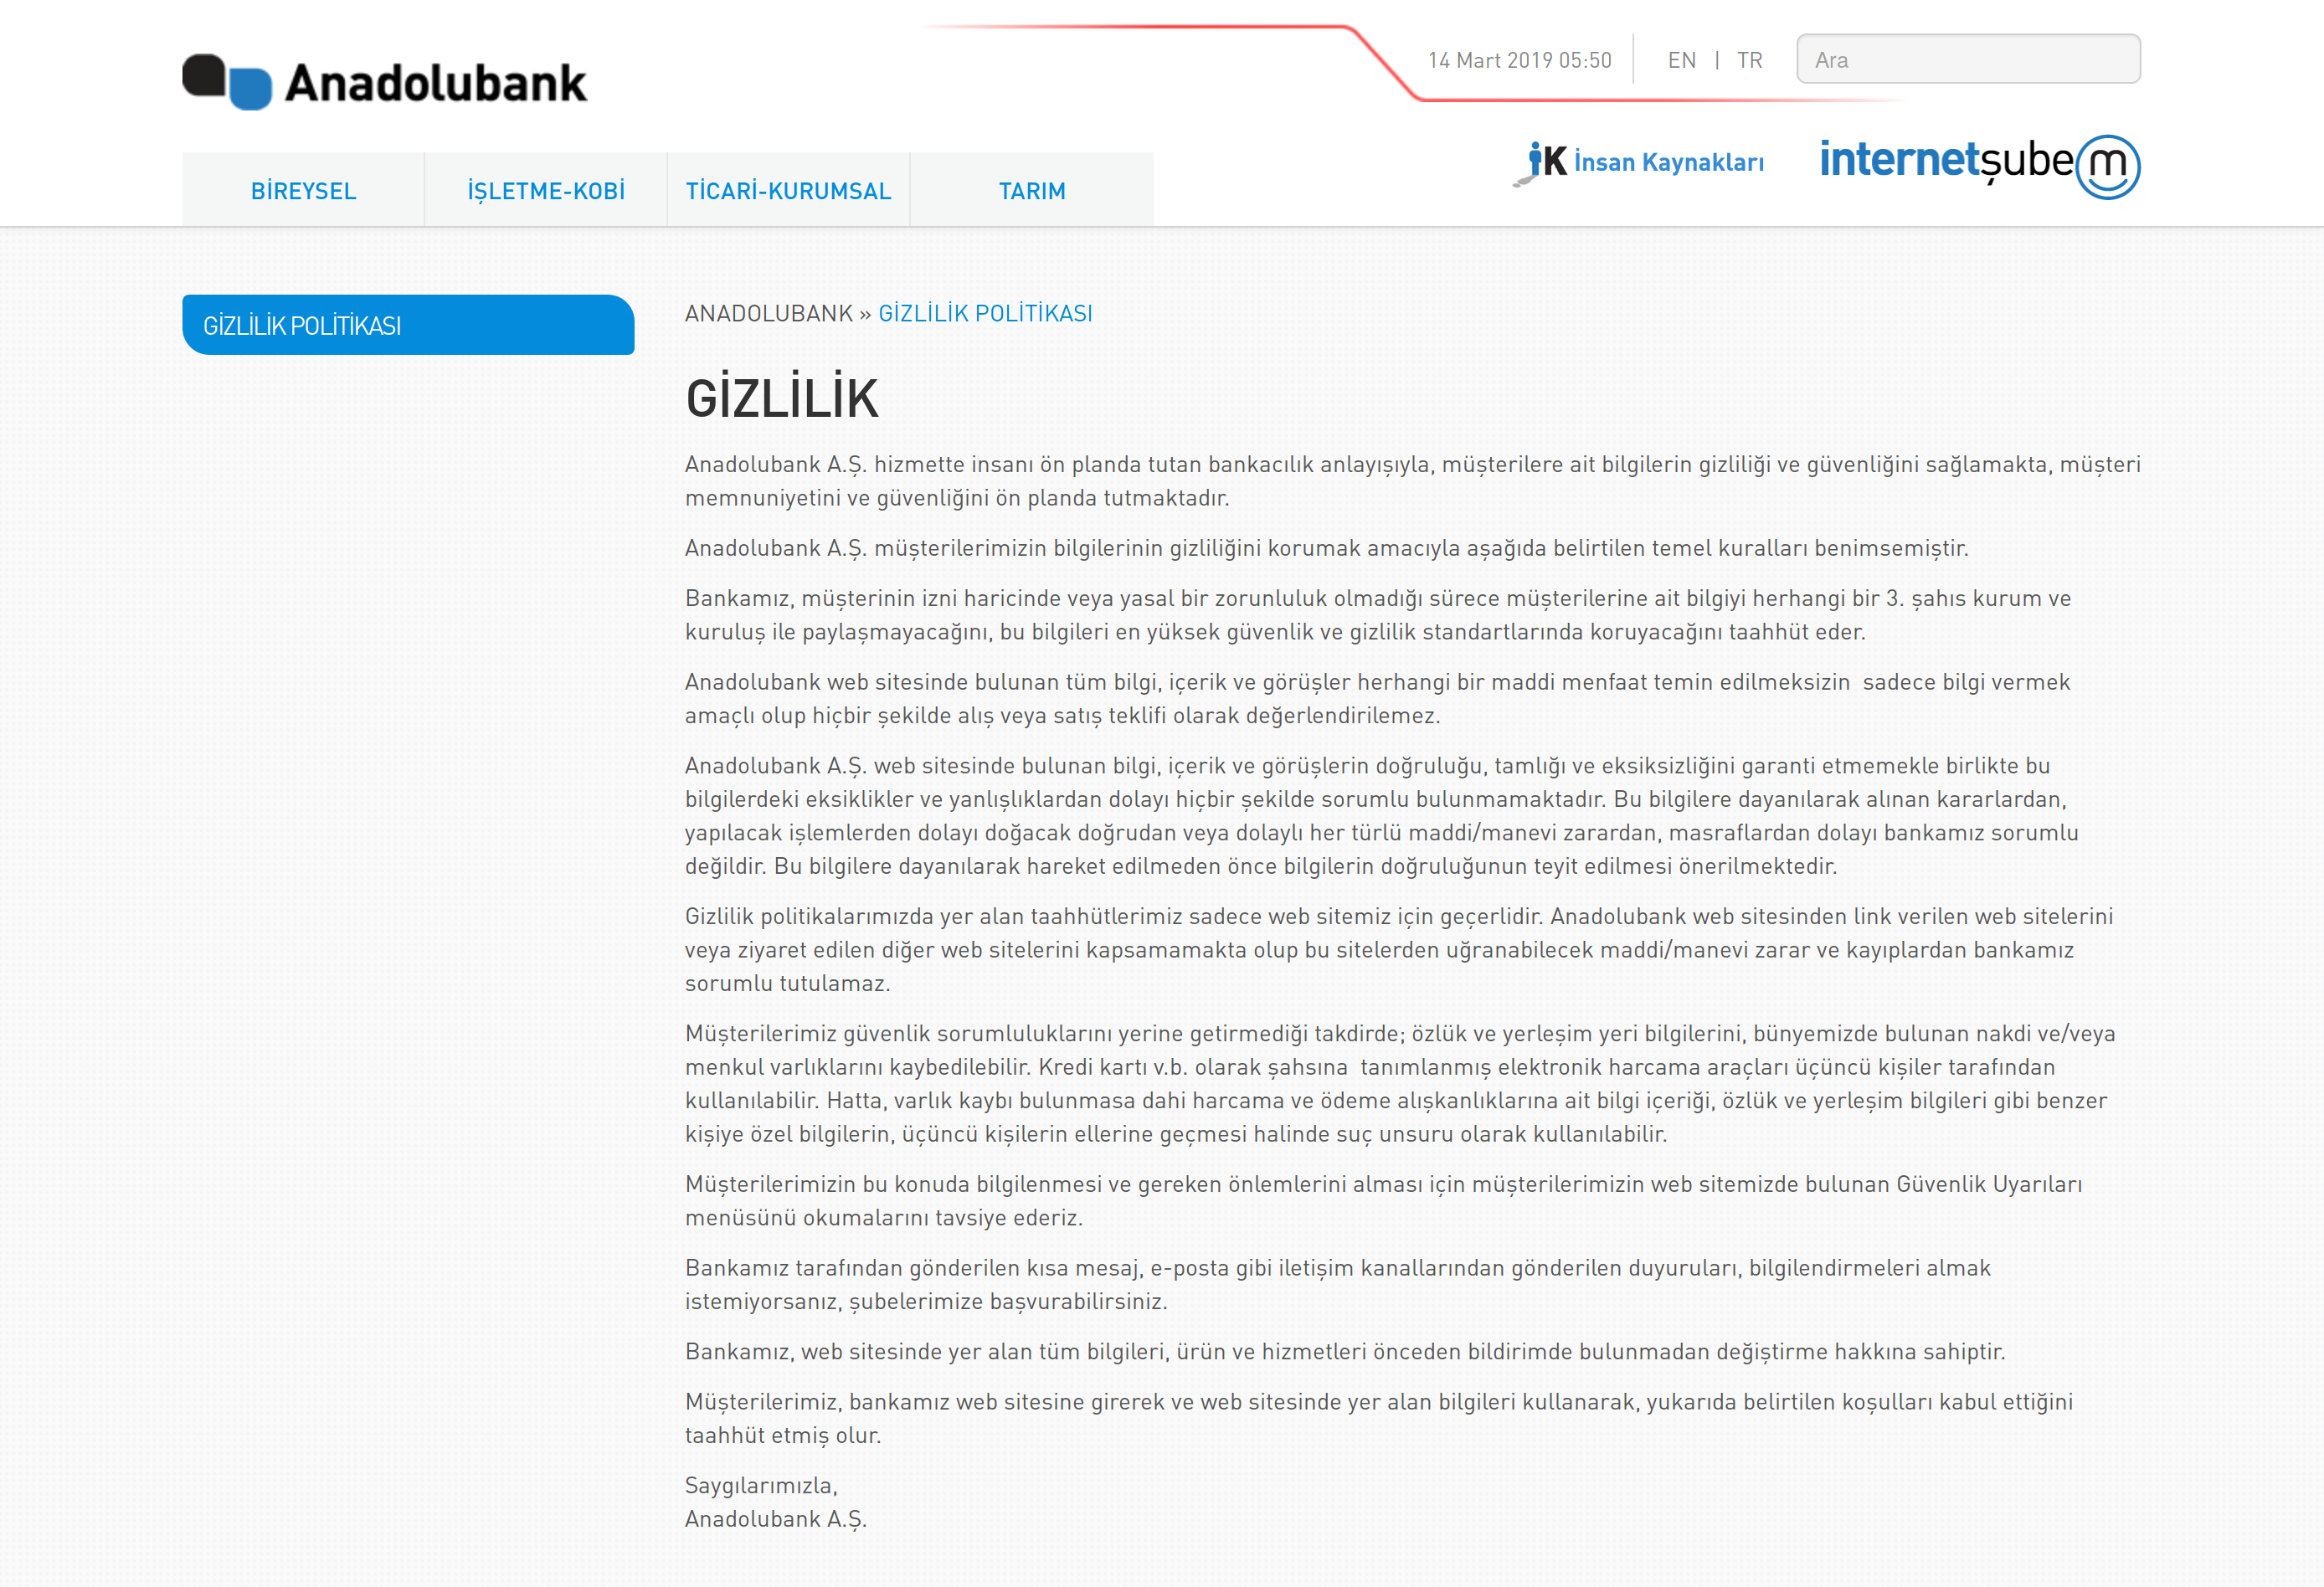 Anadolubank
14 Mart 2019 05:50
EN | TR
Ara
iK İnsan Kaynakları
internetşubem
BİREYSEL
İŞLETME-KOBİ
TİCARİ-KURUMSAL
TARIM
GİZLİLİK POLİTİKASI
ANADOLUBANK » GİZLİLİK POLİTİKASI
GİZLİLİK
Anadolubank A.Ş. hizmette insanı ön planda tutan bankacılık anlayışıyla, müşterilere ait bilgilerin gizliliği ve güvenliğini sağlamakta, müşteri
memnuniyetini ve güvenliğini ön planda tutmaktadır.
Anadolubank A.Ş. müşterilerimizin bilgilerinin gizliliğini korumak amacıyla aşağıda belirtilen temel kuralları benimsemiştir.
Bankamız, müşterinin izni haricinde veya yasal bir zorunluluk olmadığı sürece müşterilerine ait bilgiyi herhangi bir 3. şahıs kurum ve
kuruluş ile paylaşmayacağını, bu bilgileri en yüksek güvenlik ve gizlilik standartlarında koruyacağını taahhüt eder.
Anadolubank web sitesinde bulunan tüm bilgi, içerik ve görüşler herhangi bir maddi menfaat temin edilmeksizin  sadece bilgi vermek
amaçlı olup hiçbir şekilde alış veya satış teklifi olarak değerlendirilemez.
Anadolubank A.Ş. web sitesinde bulunan bilgi, içerik ve görüşlerin doğruluğu, tamlığı ve eksiksizliğini garanti etmemekle birlikte bu
bilgilerdeki eksiklikler ve yanlışlıklardan dolayı hiçbir şekilde sorumlu bulunmamaktadır. Bu bilgilere dayanılarak alınan kararlardan,
yapılacak işlemlerden dolayı doğacak doğrudan veya dolaylı her türlü maddi/manevi zarardan, masraflardan dolayı bankamız sorumlu
değildir. Bu bilgilere dayanılarak hareket edilmeden önce bilgilerin doğruluğunun teyit edilmesi önerilmektedir.
Gizlilik politikalarımızda yer alan taahhütlerimiz sadece web sitemiz için geçerlidir. Anadolubank web sitesinden link verilen web sitelerini
veya ziyaret edilen diğer web sitelerini kapsamamakta olup bu sitelerden uğranabilecek maddi/manevi zarar ve kayıplardan bankamız
sorumlu tutulamaz.
Müşterilerimiz güvenlik sorumluluklarını yerine getirmediği takdirde; özlük ve yerleşim yeri bilgilerini, bünyemizde bulunan nakdi ve/veya
menkul varlıklarını kaybedilebilir. Kredi kartı v.b. olarak şahsına  tanımlanmış elektronik harcama araçları üçüncü kişiler tarafından
kullanılabilir. Hatta, varlık kaybı bulunmasa dahi harcama ve ödeme alışkanlıklarına ait bilgi içeriği, özlük ve yerleşim bilgileri gibi benzer
kişiye özel bilgilerin, üçüncü kişilerin ellerine geçmesi halinde suç unsuru olarak kullanılabilir.
Müşterilerimizin bu konuda bilgilenmesi ve gereken önlemlerini alması için müşterilerimizin web sitemizde bulunan Güvenlik Uyarıları
menüsünü okumalarını tavsiye ederiz.
Bankamız tarafından gönderilen kısa mesaj, e-posta gibi iletişim kanallarından gönderilen duyuruları, bilgilendirmeleri almak
istemiyorsanız, şubelerimize başvurabilirsiniz.
Bankamız, web sitesinde yer alan tüm bilgileri, ürün ve hizmetleri önceden bildirimde bulunmadan değiştirme hakkına sahiptir.
Müşterilerimiz, bankamız web sitesine girerek ve web sitesinde yer alan bilgileri kullanarak, yukarıda belirtilen koşulları kabul ettiğini
taahhüt etmiş olur.
Saygılarımızla,
Anadolubank A.Ş.